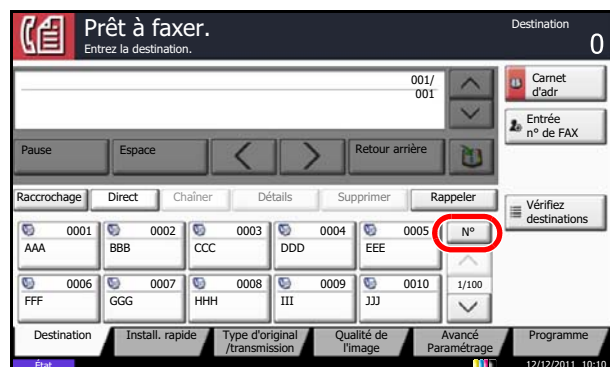 Prêt à faxer.
Entrez la destination.
Destination
0
001/
001
Carnet
d'adr
Entrée
n° de FAX
Pause
Espace
Retour arrière
Raccrochage
Direct
Chaîner
Détails
Supprimer
Rappeler
Vérifiez
destinations
0001
AAA
0002
BBB
0003
CCC
0004
DDD
0005
EEE
N°
0006
FFF
0007
GGG
0008
HHH
0009
III
0010
JJJ
1/100
Destination
Install. rapide
Type d'original
/transmission
Qualité de
l'image
Avancé
Paramétrage
Programme
État
12/12/2011 10:10